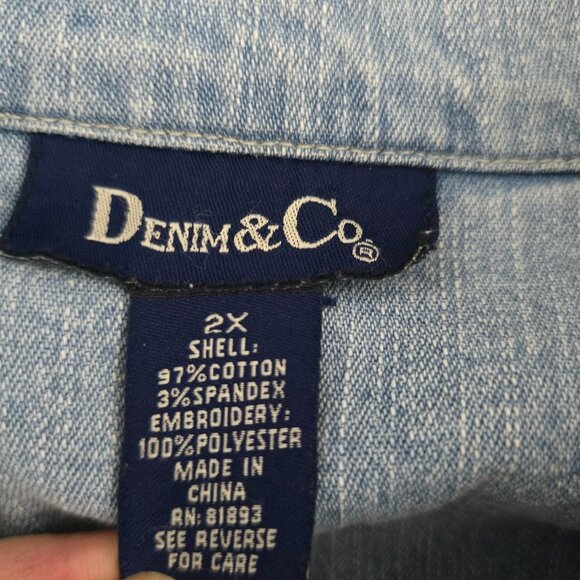 DENIM&CO®
2X
SHELL:
97%COTTON
3%SPANDEX
EMBROIDERY:
100%POLYESTER
MADE IN
CHINA
RN: 81893
SEE REVERSE
FOR CARE